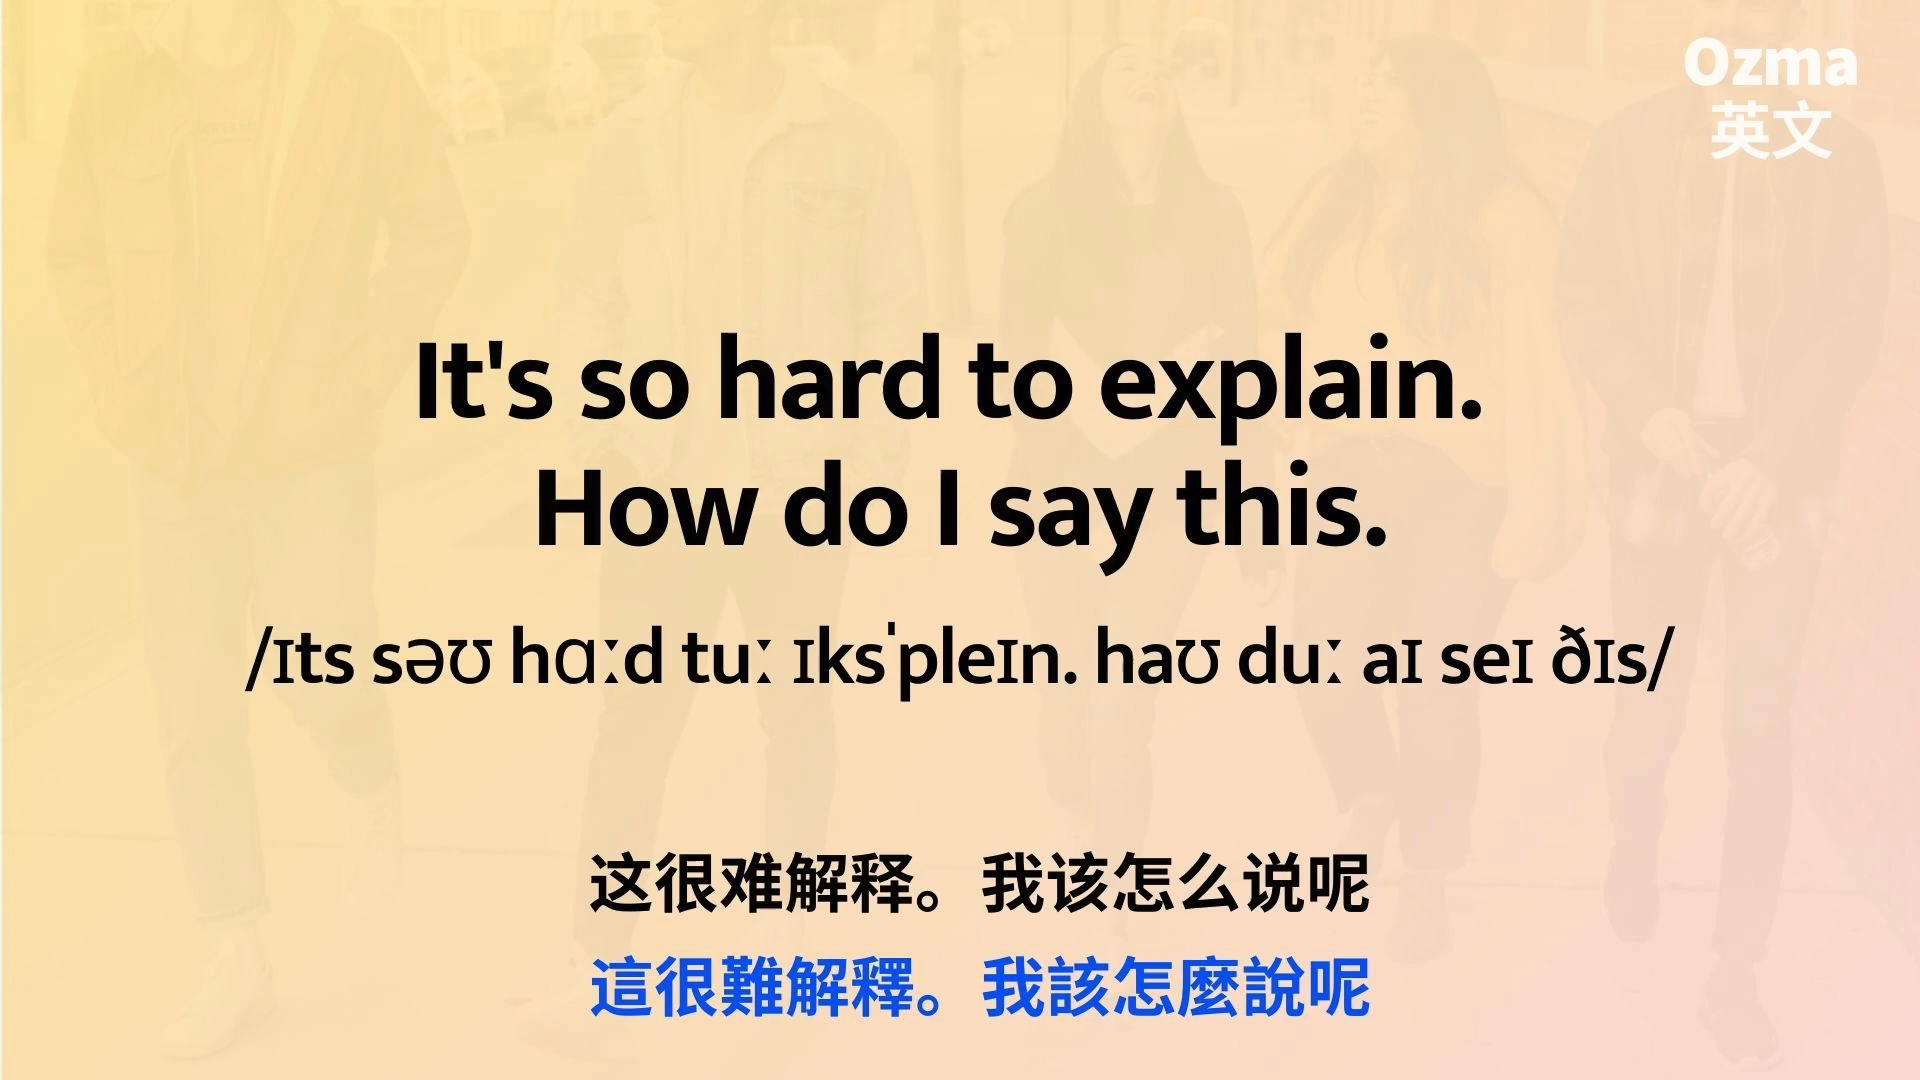 Ozma
英文
It's so hard to explain.
How do I say this.
/ɪts səʊ hɑːd tuː ɪksˈpleɪn. haʊ duː aɪ seɪ ðɪs/
这很难解释。我该怎么说呢
這很難解釋。我該怎麼說呢